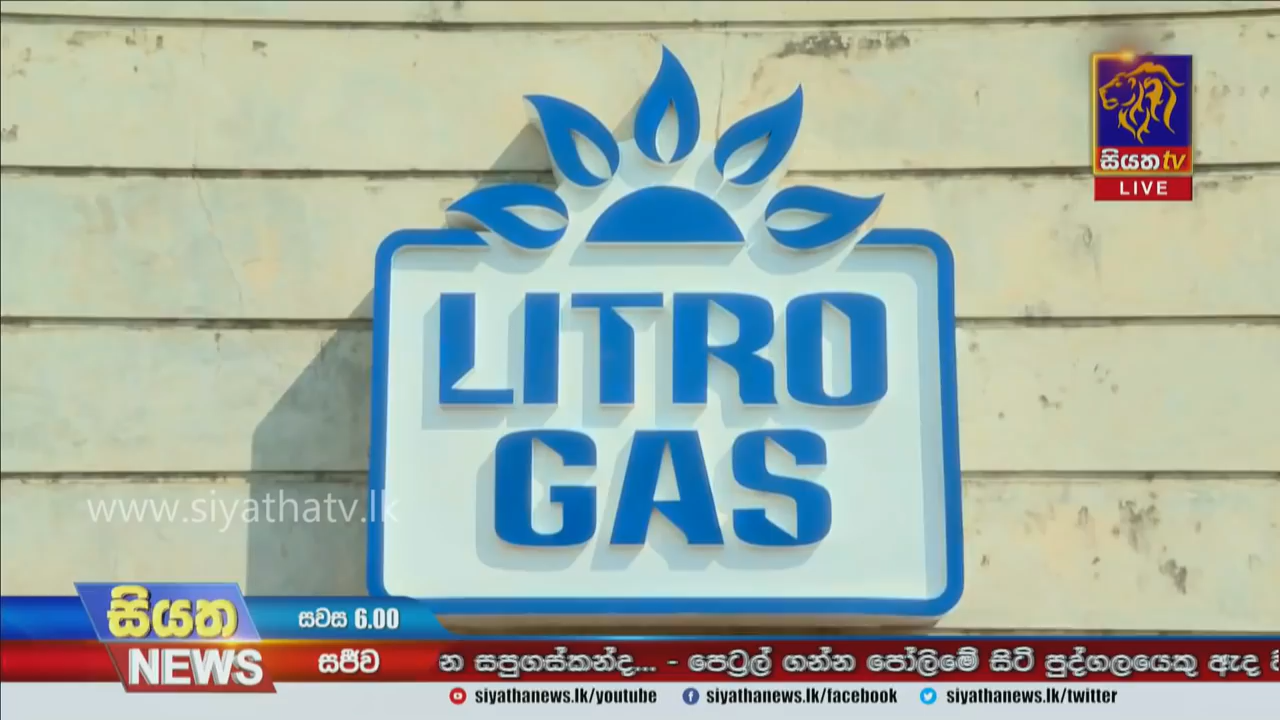 සියත tv
LIVE
LITRO
GAS
www.siyathatv.lk
සියත
NEWS
සවස 6.00
සජීව
න සපුගස්කන්ද... - පෙට්‍රල් ගන්න පෝලිමේ සිටි පුද්ගලයෙකු ඇද
siyathanews.lk/youtube siyathanews.lk/facebook siyathanews.lk/twitter